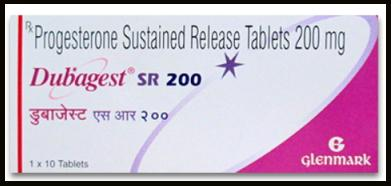 Rx Progesterone Sustained Release Tablets 200 mg
Dubagest® SR 200
डुबाजेस्ट एस आर २००
1 x 10 Tablets
G
GLENMARK